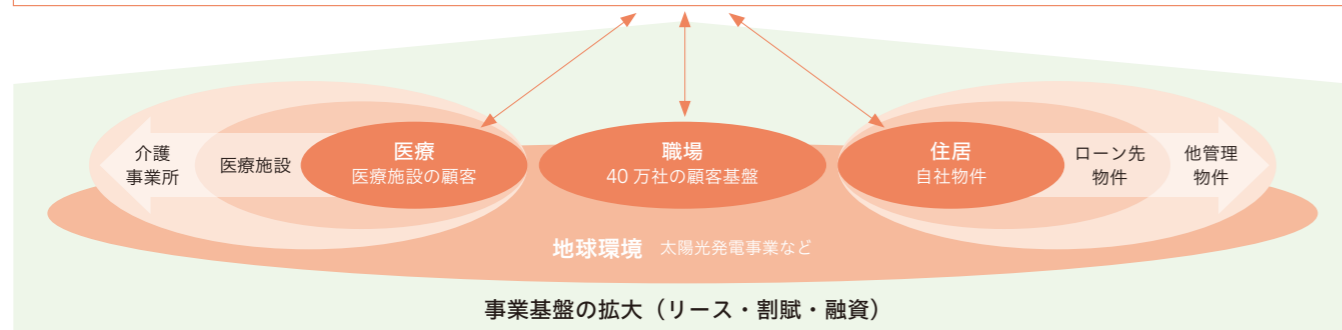 介護
事業所
医療施設
医療
医療施設の顧客
職場
40 万社の顧客基盤
住居
自社物件
ローン先
物件
他管理
物件
地球環境 太陽光発電事業など
事業基盤の拡大（リース・割賦・融資）